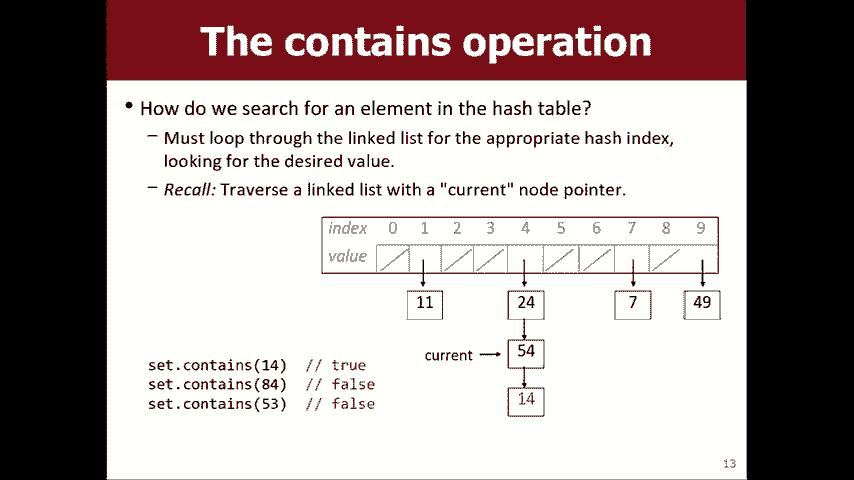 The contains operation
• How do we search for an element in the hash table?
– Must loop through the linked list for the appropriate hash index,
looking for the desired value.
– Recall: Traverse a linked list with a "current" node pointer.
index 0 1 2 3 4 5 6 7 8 9
value
11 24 7 49
current 54
14
set.contains(14) // true
set.contains(84) // false
set.contains(53) // false
13